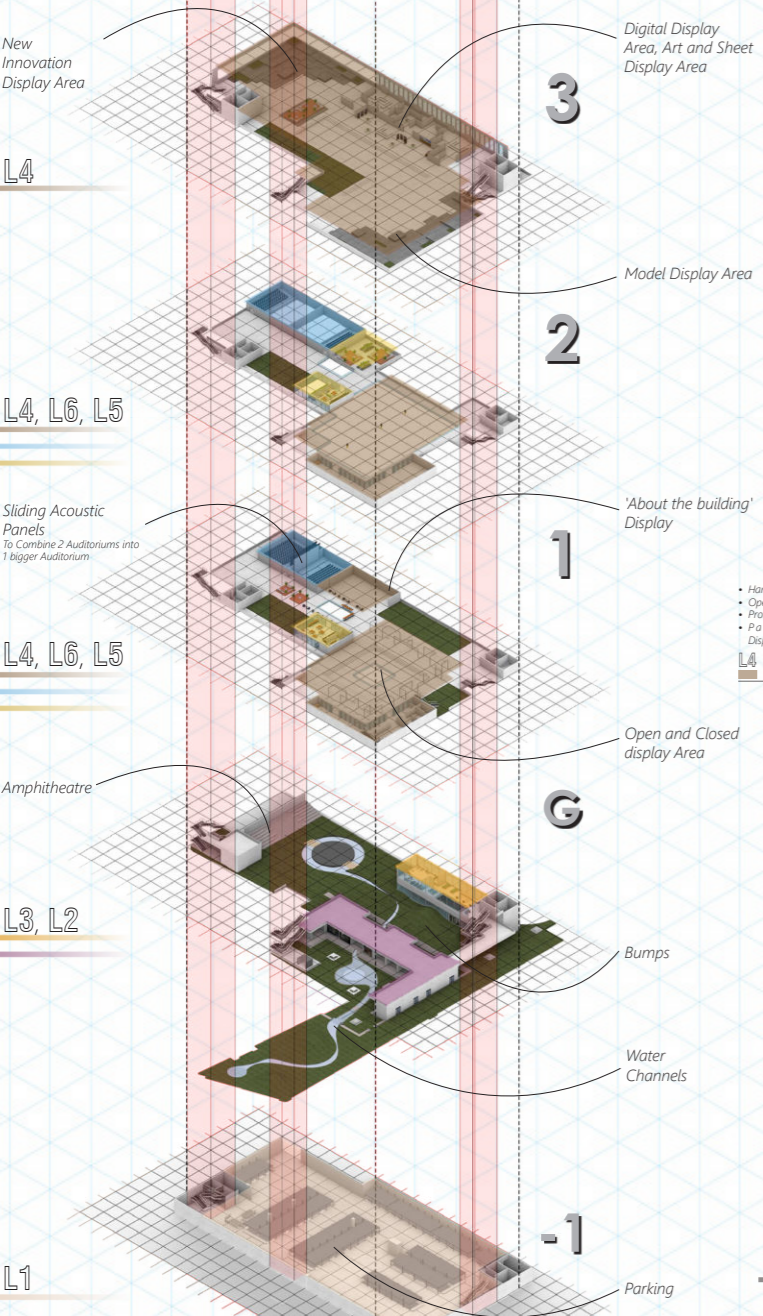 New
Innovation
Display Area
Digital Display
Area, Art and Sheet
Display Area
3
L4
Model Display Area
2
L4, L6, L5
Sliding Acoustic
Panels
To Combine 2 Auditoriums into
1 bigger Auditorium
'About the building'
Display
1
L4, L6, L5
L4
Open and Closed
display Area
Amphitheatre
G
L3, L2
Bumps
Water
Channels
-1
L1
Parking